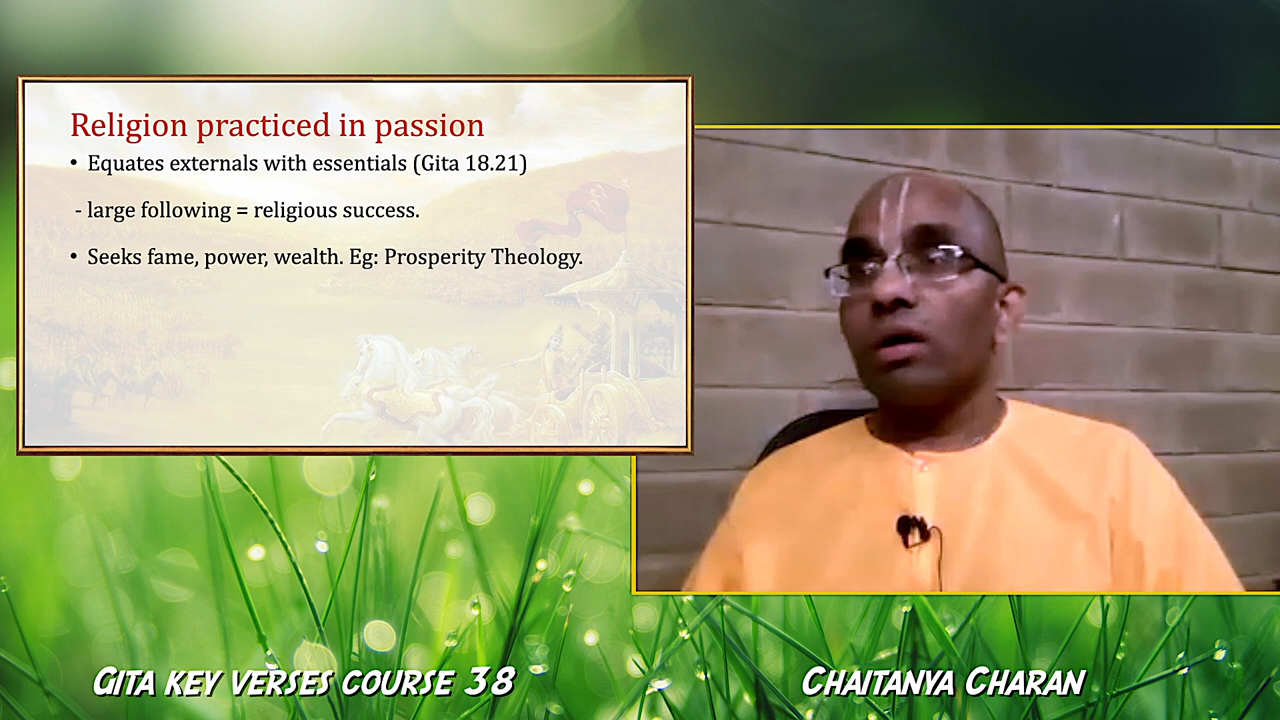 Religion practiced in passion
• Equates externals with essentials (Gita 18.21)
- large following = religious success.
• Seeks fame, power, wealth. Eg: Prosperity Theology.
GITA KEY VERSES COURSE 38
CHAITANYA CHARAN